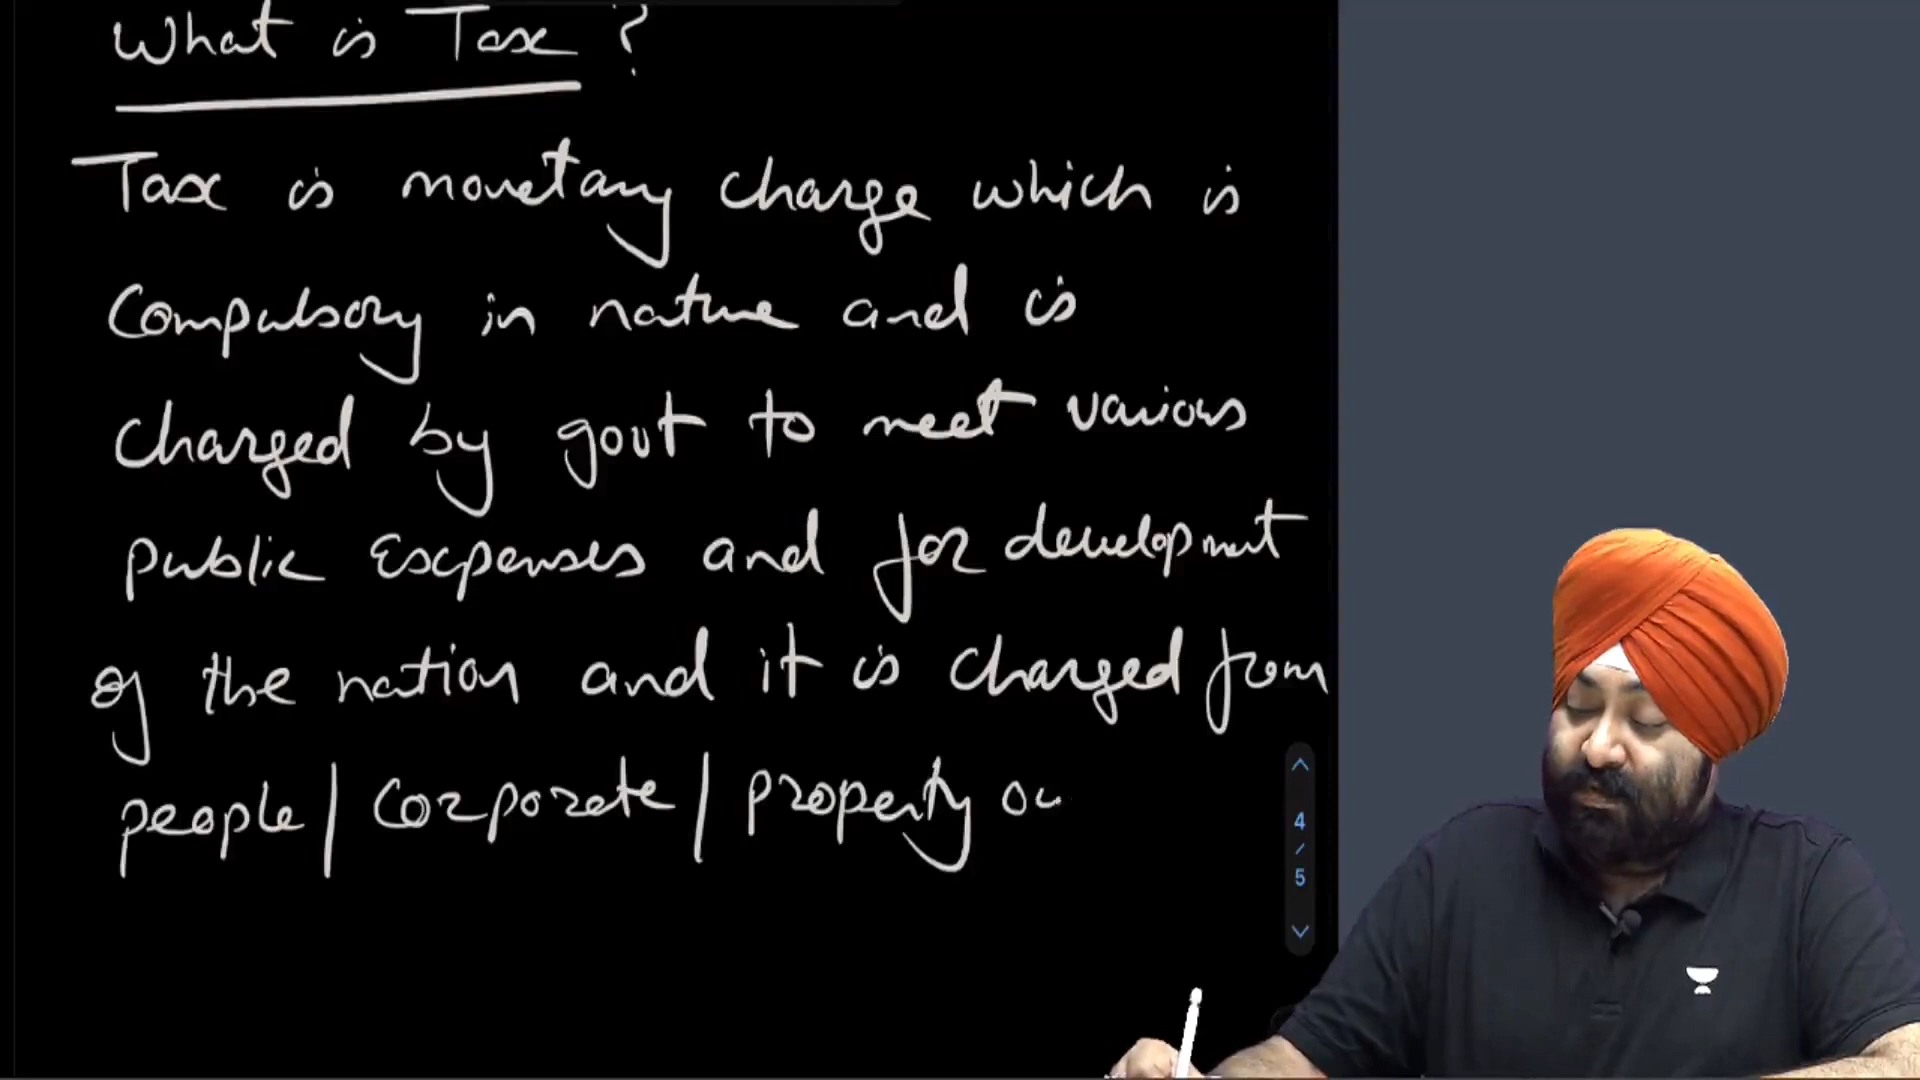 What is Tax ?
Tax is monetary charge which is
Compulsory in nature and is
charged by govt to meet various
public Expenses and for development
of the nation and it is charged from
people / corporate / property ow
4
/
5